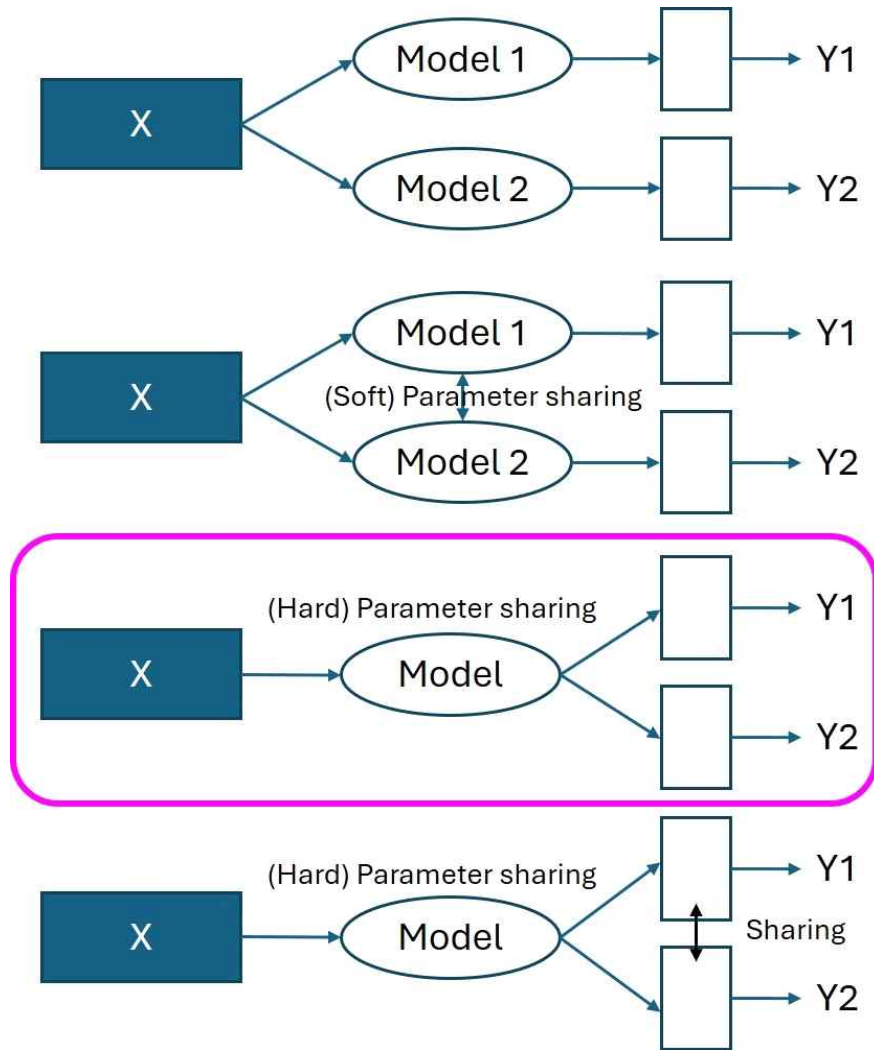 Model 1
Y1
X
Model 2
Y2
Model 1
Y1
X
(Soft) Parameter sharing
Model 2
Y2
(Hard) Parameter sharing
Y1
X
Model
Y2
(Hard) Parameter sharing
Y1
X
Model
Sharing
Y2